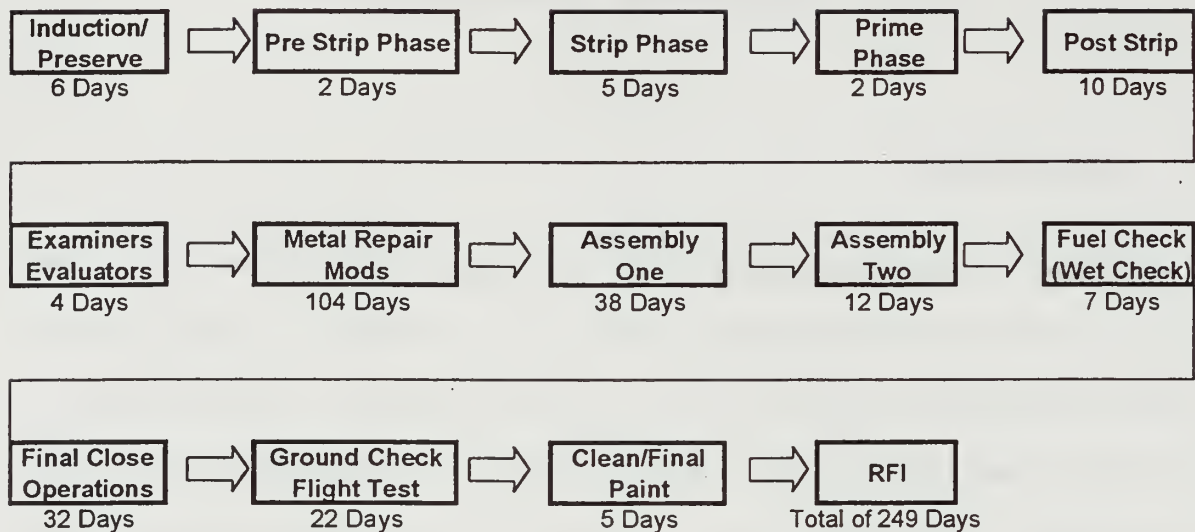 Induction/
Preserve
6 Days
Pre Strip Phase
2 Days
Strip Phase
5 Days
Prime
Phase
2 Days
Post Strip
10 Days
Examiners
Evaluators
4 Days
Metal Repair
Mods
104 Days
Assembly
One
38 Days
Assembly
Two
12 Days
Fuel Check
(Wet Check)
7 Days
Final Close
Operations
32 Days
Ground Check
Flight Test
22 Days
Clean/Final
Paint
5 Days
RFI
Total of 249 Days